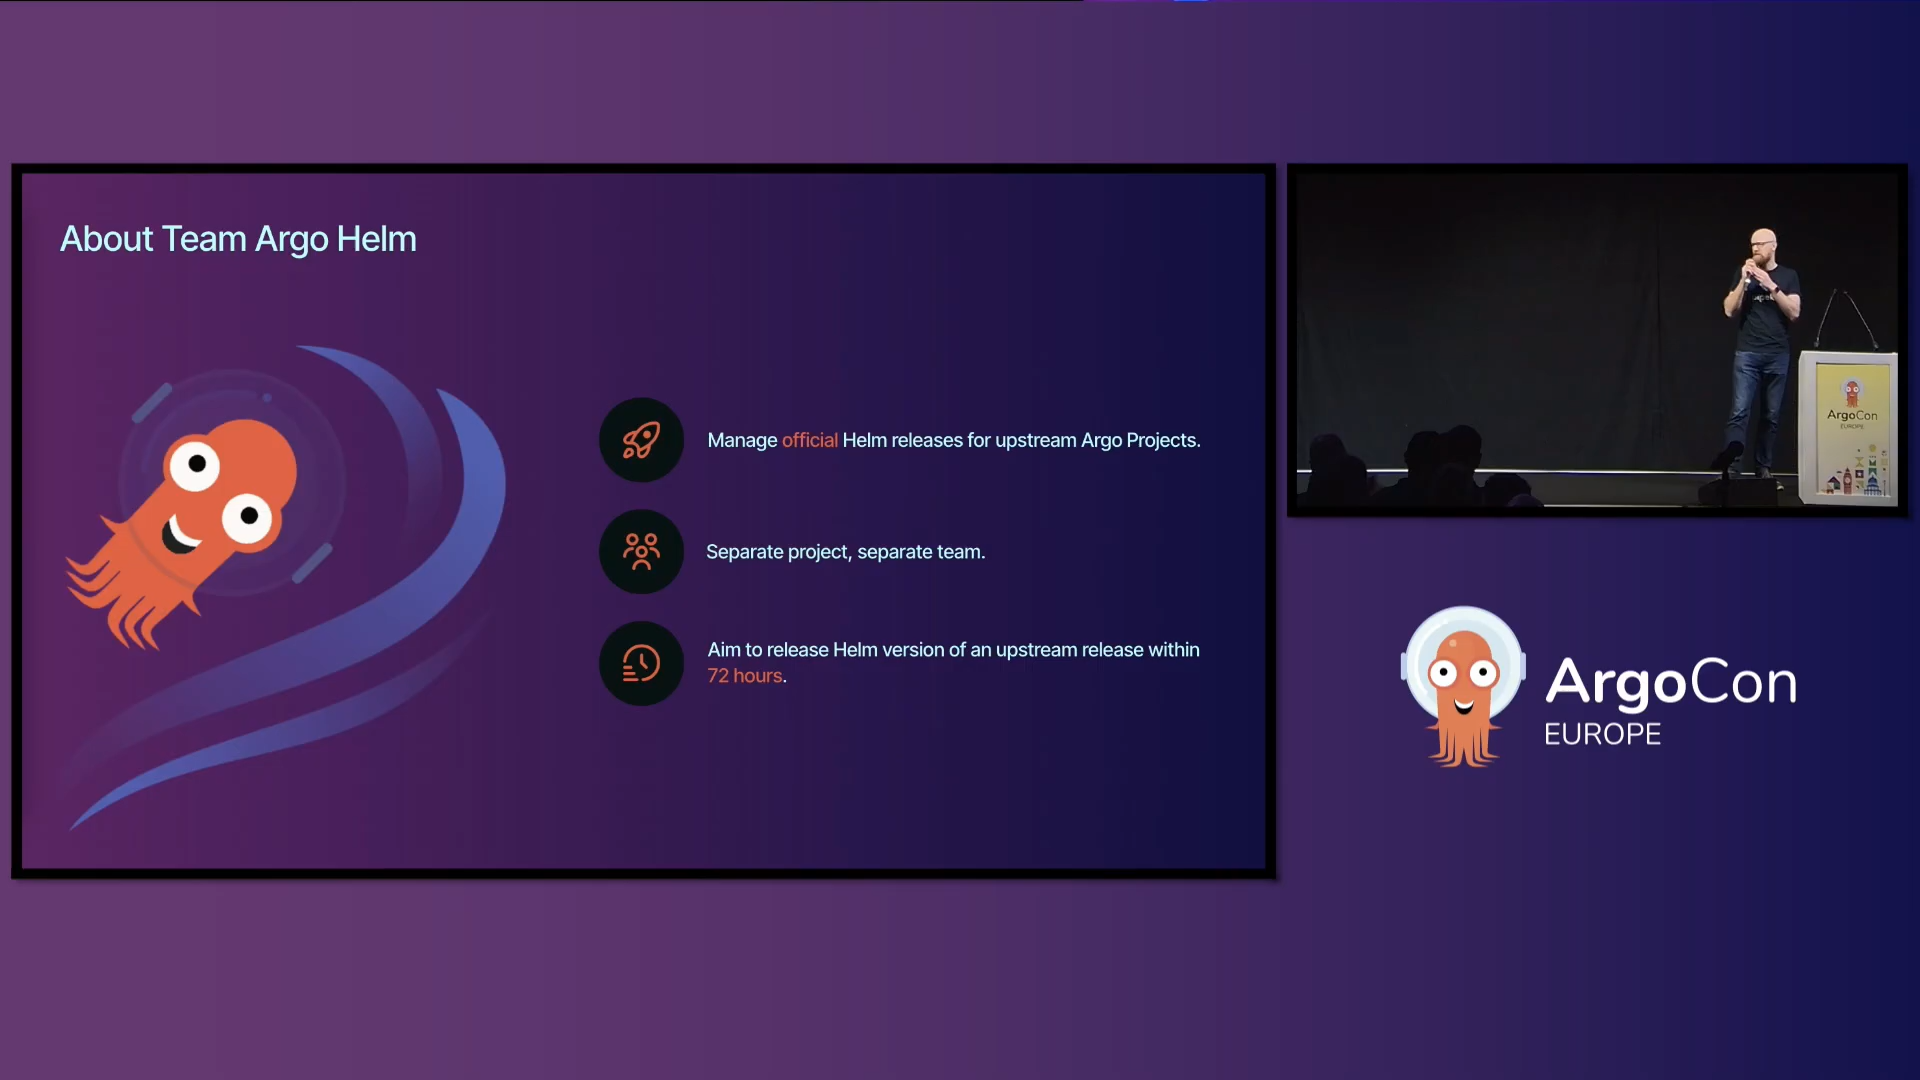 About Team Argo Helm
Manage official Helm releases for upstream Argo Projects.
Separate project, separate team.
Aim to release Helm version of an upstream release within
72 hours.
ArgoCon
EUROPE
ArgoCon
EUROPE